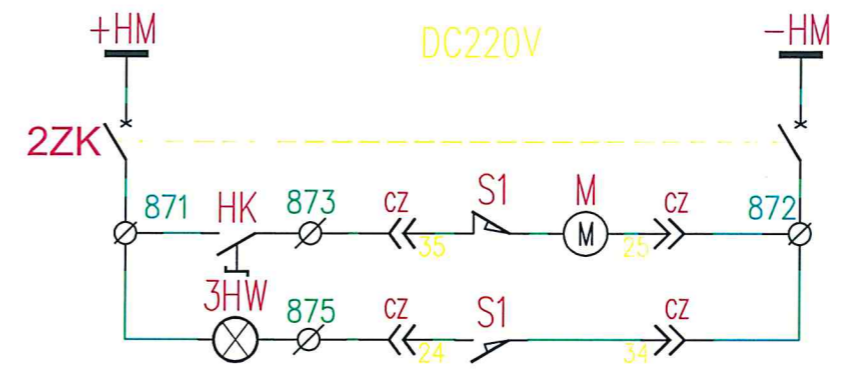 +HM DC220V -HM
2ZK
871 HK 873 CZ S1 M CZ 872
35 M 25
3HW 875 CZ S1 CZ
24 34